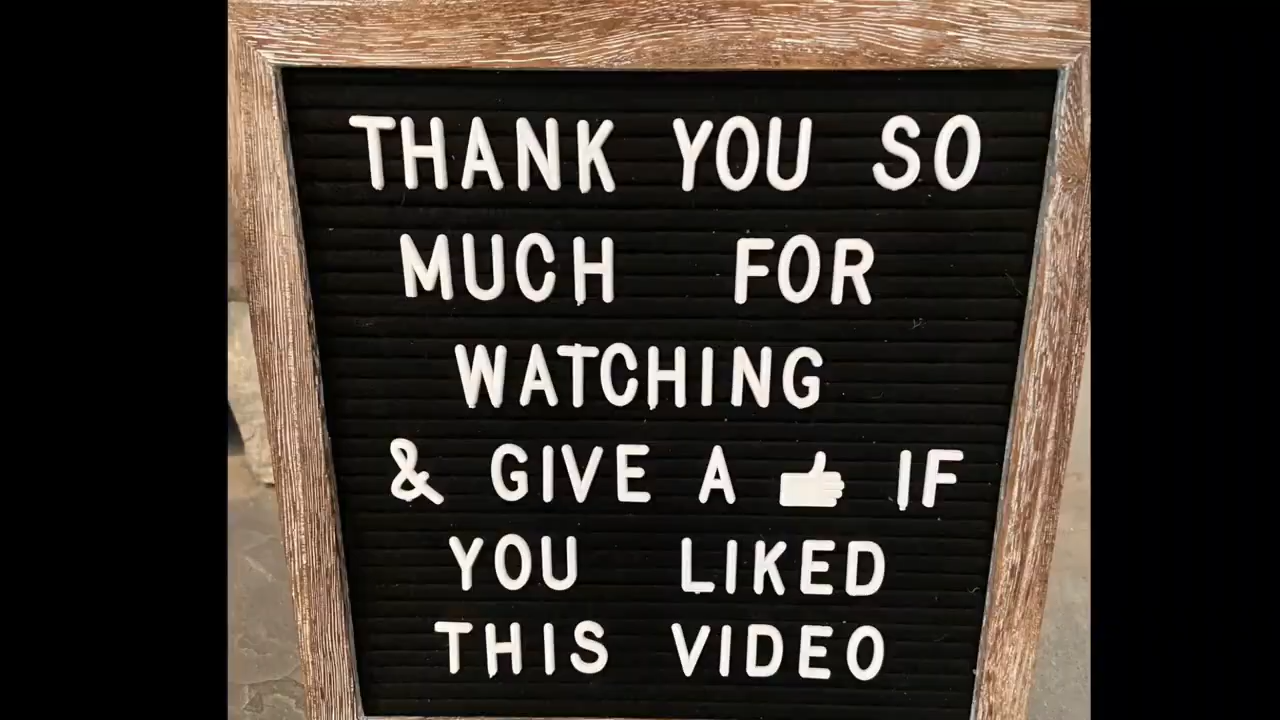 THANK YOU SO
MUCH FOR
WATCHING
& GIVE A 👍 IF
YOU LIKED
THIS VIDEO